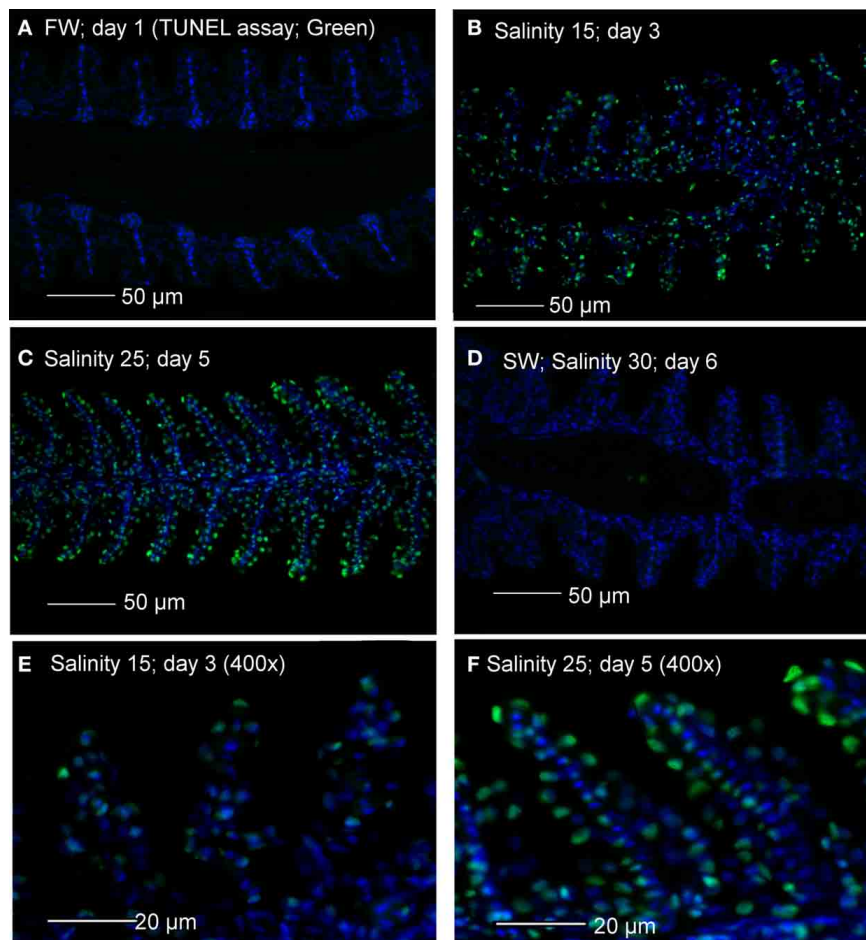 A FW; day 1 (TUNEL assay; Green)
50 µm
B Salinity 15; day 3
50 µm
C Salinity 25; day 5
50 µm
D SW; Salinity 30; day 6
50 µm
E Salinity 15; day 3 (400x)
20 µm
F Salinity 25; day 5 (400x)
20 µm